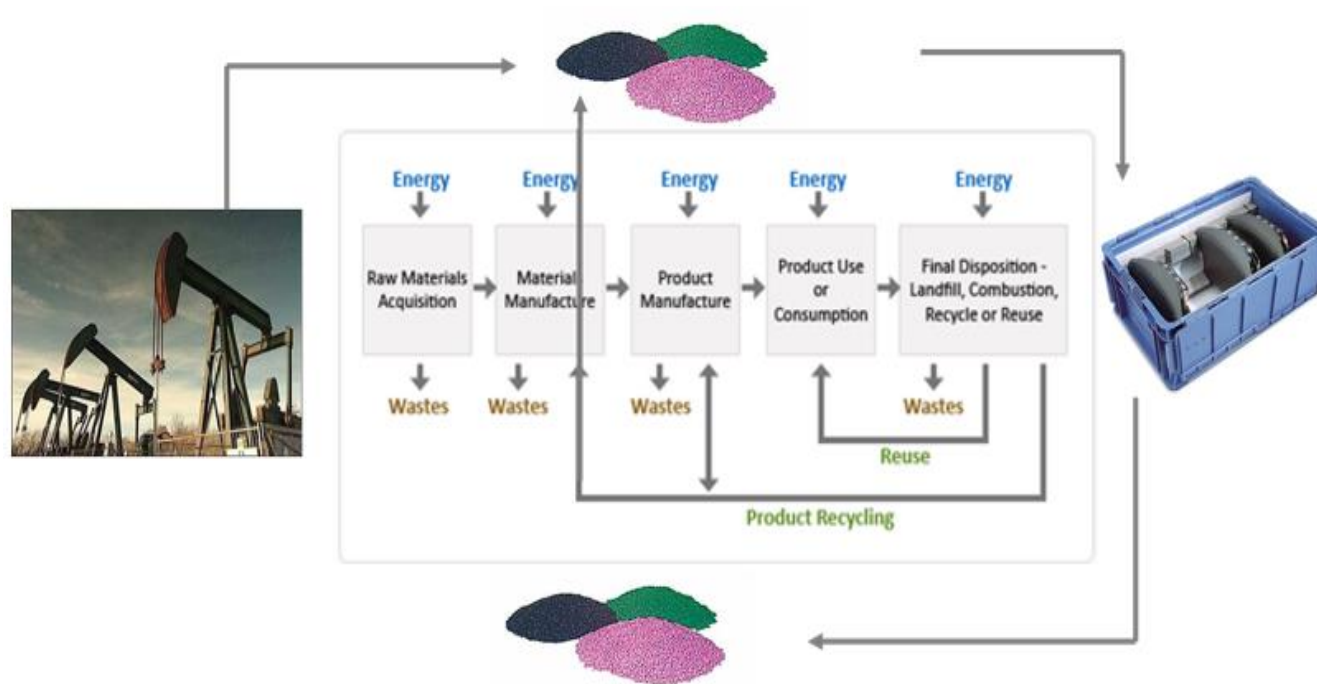 Energy
Energy
Energy
Energy
Energy
Raw Materials
Acquisition
Material
Manufacture
Product
Manufacture
Product Use
or
Consumption
Final Disposition -
Landfill, Combustion,
Recycle or Reuse
Wastes
Wastes
Wastes
Wastes
Reuse
Product Recycling